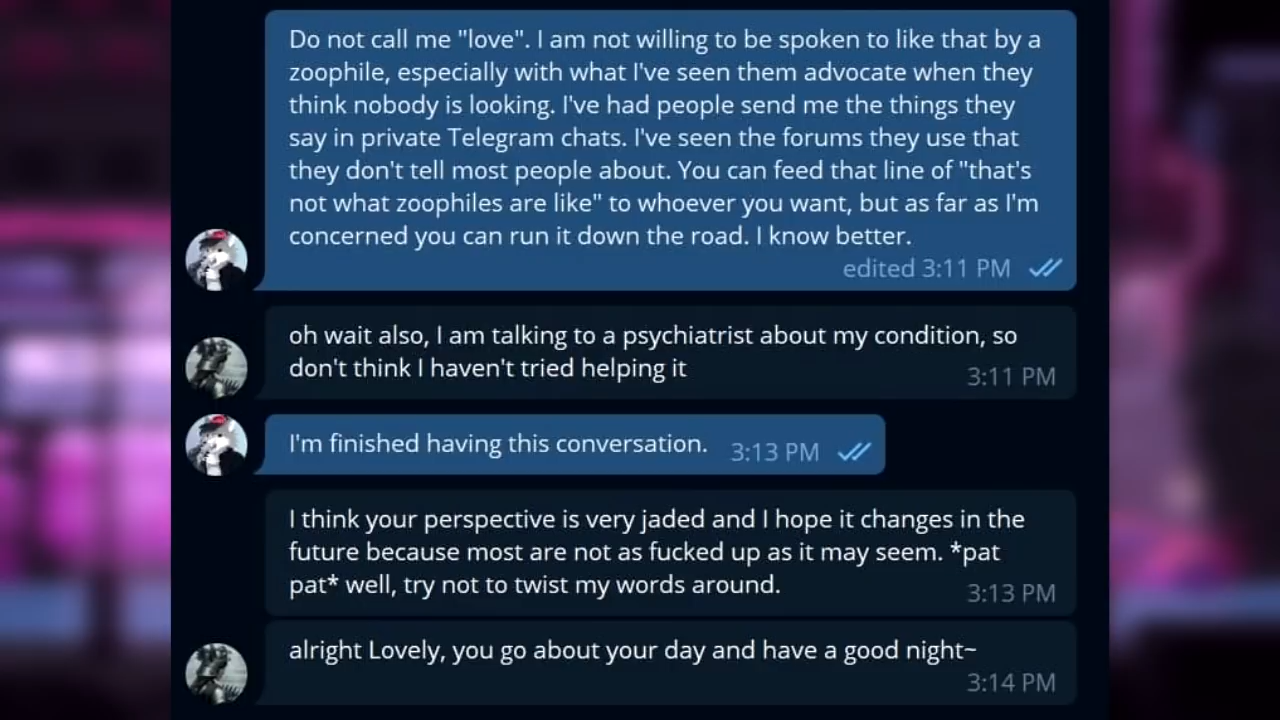 Do not call me "love". I am not willing to be spoken to like that by a
zoophile, especially with what I've seen them advocate when they
think nobody is looking. I've had people send me the things they
say in private Telegram chats. I've seen the forums they use that
they don't tell most people about. You can feed that line of "that's
not what zoophiles are like" to whoever you want, but as far as I'm
concerned you can run it down the road. I know better.
edited 3:11 PM
oh wait also, I am talking to a psychiatrist about my condition, so
don't think I haven't tried helping it
3:11 PM
I'm finished having this conversation. 3:13 PM
I think your perspective is very jaded and I hope it changes in the
future because most are not as fucked up as it may seem. *pat
pat* well, try not to twist my words around.
3:13 PM
alright Lovely, you go about your day and have a good night~
3:14 PM